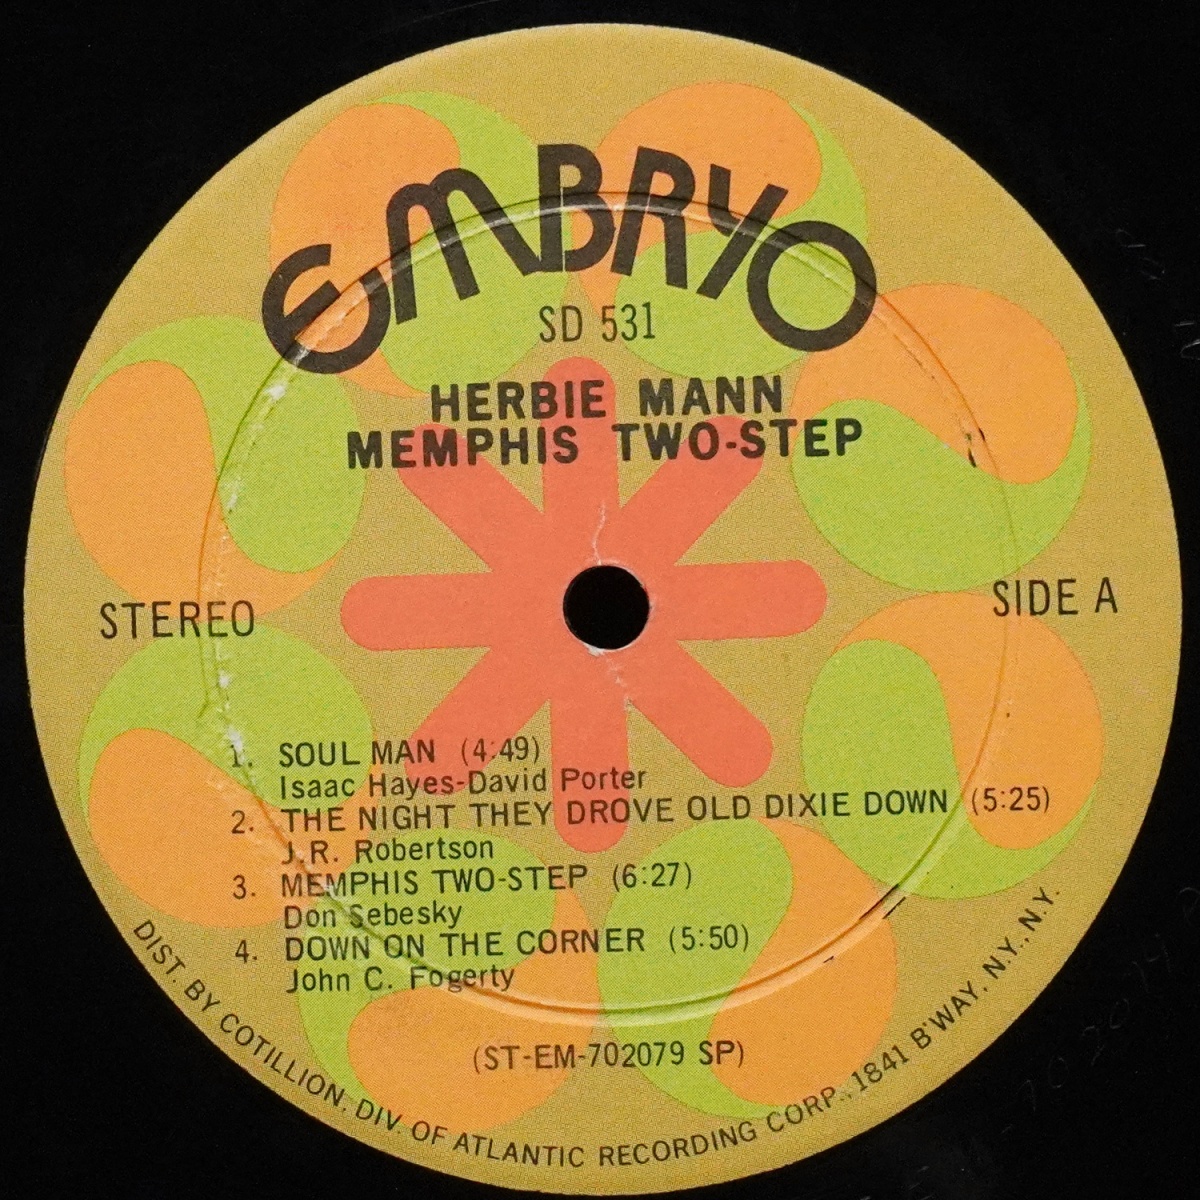 EMBRYO
SD 531
HERBIE MANN
MEMPHIS TWO-STEP
STEREO
SIDE A
1. SOUL MAN (4:49)
Isaac Hayes-David Porter
2. THE NIGHT THEY DROVE OLD DIXIE DOWN (5:25)
J.R. Robertson
3. MEMPHIS TWO-STEP (6:27)
Don Sebesky
4. DOWN ON THE CORNER (5:50)
John C. Fogerty
(ST-EM-702079 SP)
DIST. BY COTILLION, DIV. OF ATLANTIC RECORDING CORP., 1841 B'WAY, N.Y., N.Y.